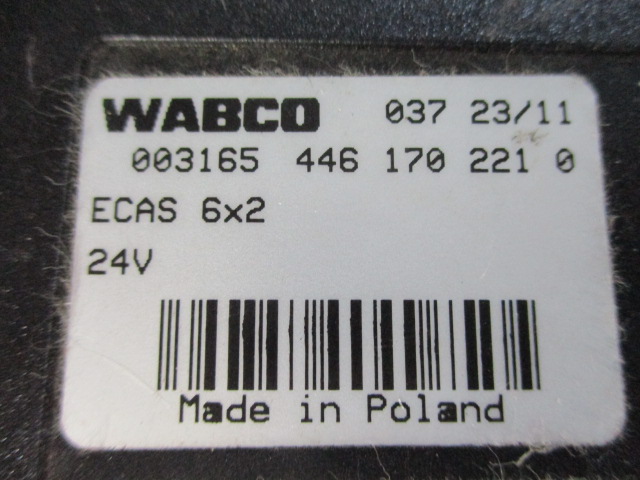 WABCO 037 23/11
003165 446 170 221 0
ECAS 6x2
24V
Made in Poland